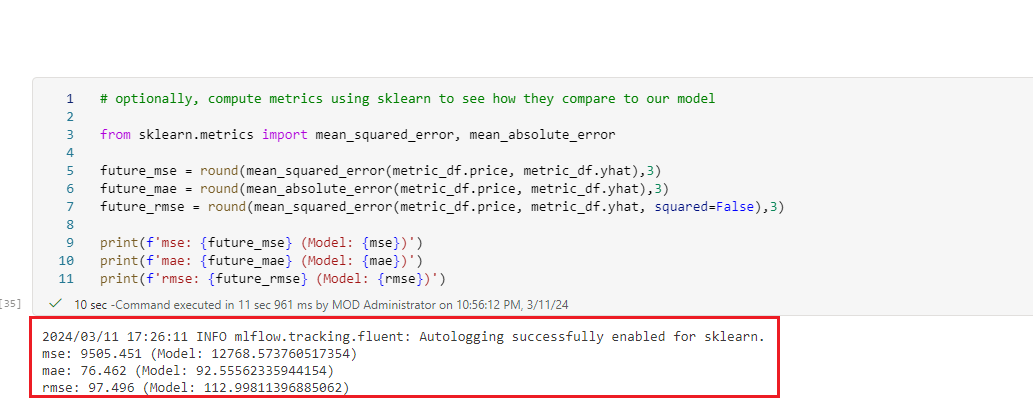 1 # optionally, compute metrics using sklearn to see how they compare to our model
2
3 from sklearn.metrics import mean_squared_error, mean_absolute_error
4
5 future_mse = round(mean_squared_error(metric_df.price, metric_df.yhat),3)
6 future_mae = round(mean_absolute_error(metric_df.price, metric_df.yhat),3)
7 future_rmse = round(mean_squared_error(metric_df.price, metric_df.yhat, squared=False),3)
8
9 print(f'mse: {future_mse} (Model: {mse})')
10 print(f'mae: {future_mae} (Model: {mae})')
11 print(f'rmse: {future_rmse} (Model: {rmse})')
[35] 10 sec -Command executed in 11 sec 961 ms by MOD Administrator on 10:56:12 PM, 3/11/24
2024/03/11 17:26:11 INFO mlflow.tracking.fluent: Autologging successfully enabled for sklearn.
mse: 9505.451 (Model: 12768.573760517354)
mae: 76.462 (Model: 92.55562335944154)
rmse: 97.496 (Model: 112.99811396885062)